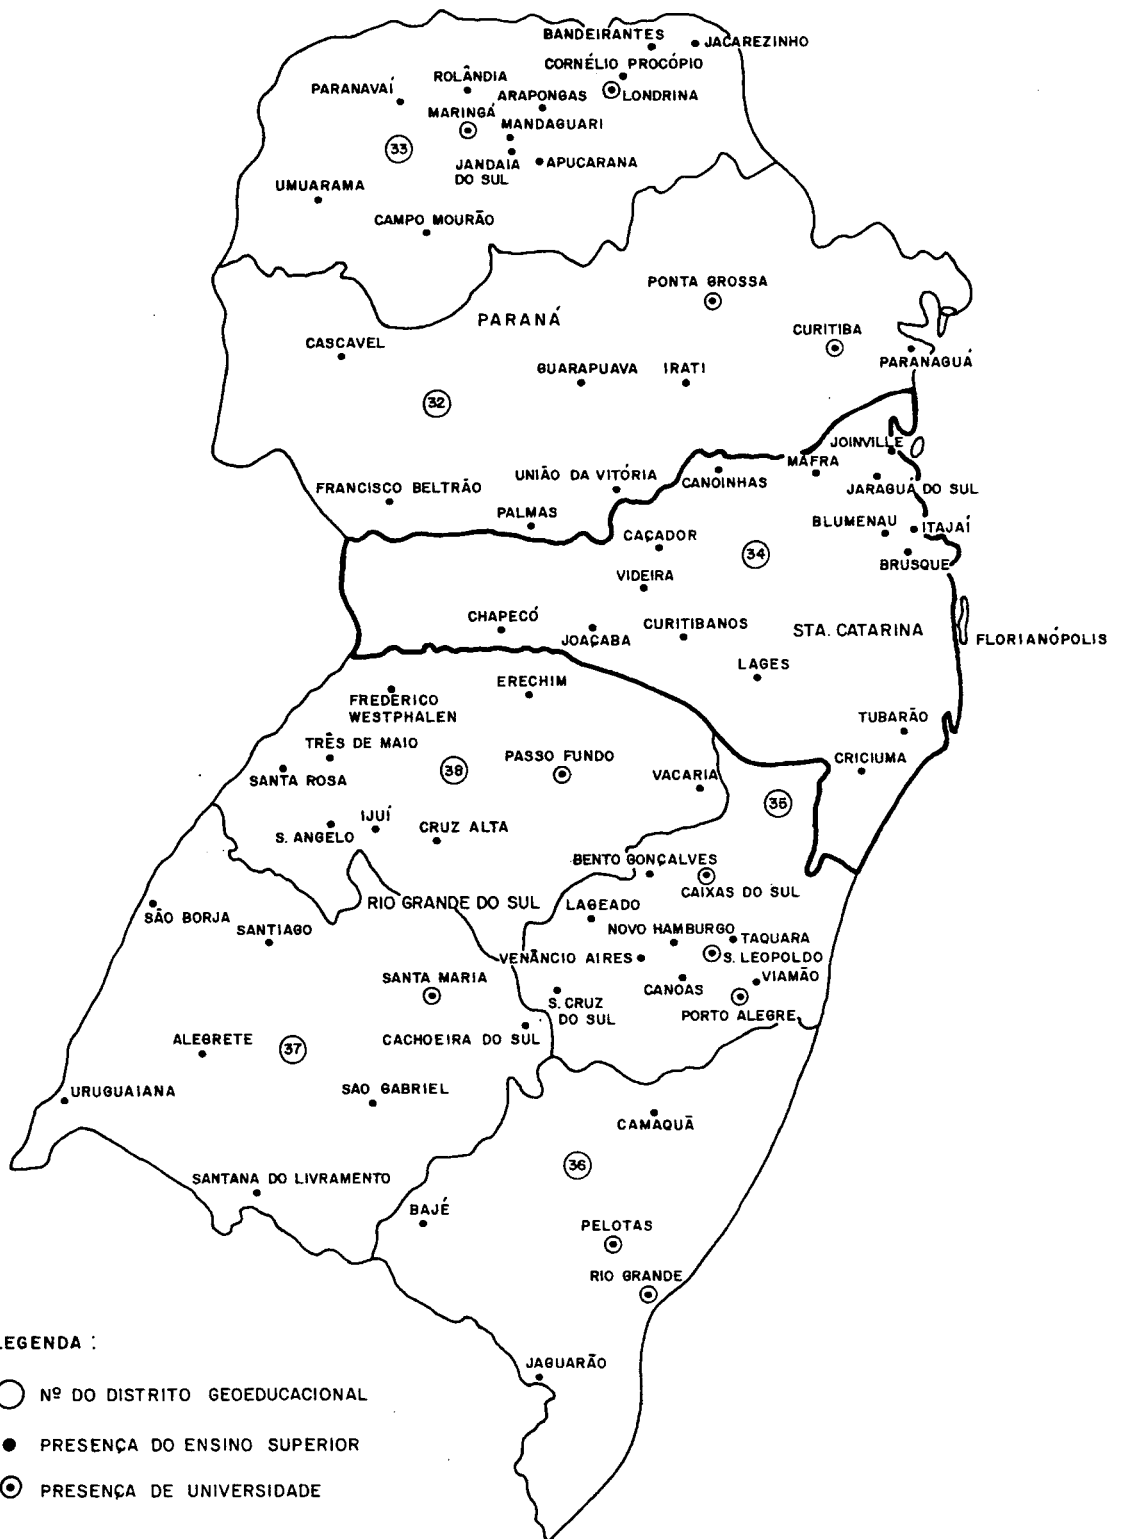 BANDEIRANTES
JACAREZINHO
CORNÉLIO PROCÓPIO
ROLÂNDIA
PARANAVAÍ
ARAPONGAS
LONDRINA
MARINGÁ
MANDAGUARI
33
JANDAIA
DO SUL
APUCARANA
UMUARAMA
CAMPO MOURÃO
PONTA GROSSA
PARANÁ
CURITIBA
CASCAVEL
PARANAGUÁ
GUARAPUAVA
IRATI
32
JOINVILLE
MAFRA
UNIÃO DA VITÓRIA
CANOINHAS
FRANCISCO BELTRÃO
JARAGUÁ DO SUL
PALMAS
BLUMENAU
ITAJAÍ
CAÇADOR
34
BRUSQUE
VIDEIRA
CHAPECÓ
JOAÇABA
CURITIBANOS
STA. CATARINA
FLORIANÓPOLIS
LAGES
ERECHIM
FREDERICO
WESTPHALEN
TUBARÃO
TRÊS DE MAIO
PASSO FUNDO
CRICIUMA
SANTA ROSA
38
VACARIA
35
IJUÍ
S. ANGELO
CRUZ ALTA
BENTO GONÇALVES
CAIXAS DO SUL
RIO GRANDE DO SUL
LAGEADO
SÃO BORJA
SANTIAGO
NOVO HAMBURGO
TAQUARA
VENÂNCIO AIRES
S. LEOPOLDO
SANTA MARIA
CANOAS
VIAMÃO
S. CRUZ
DO SUL
PORTO ALEGRE
ALEGRETE
37
CACHOEIRA DO SUL
URUGUAIANA
SAO GABRIEL
CAMAQUÃ
36
SANTANA DO LIVRAMENTO
BAJÉ
PELOTAS
RIO GRANDE
JAGUARÃO
LEGENDA :
Nº DO DISTRITO GEOEDUCACIONAL
PRESENÇA DO ENSINO SUPERIOR
PRESENÇA DE UNIVERSIDADE